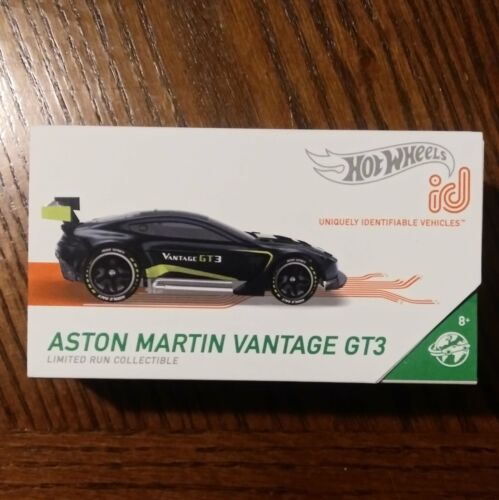 Hot Wheels
id
UNIQUELY IDENTIFIABLE VEHICLES™
VANTAGE GT3
8+
ASTON MARTIN VANTAGE GT3
LIMITED RUN COLLECTIBLE